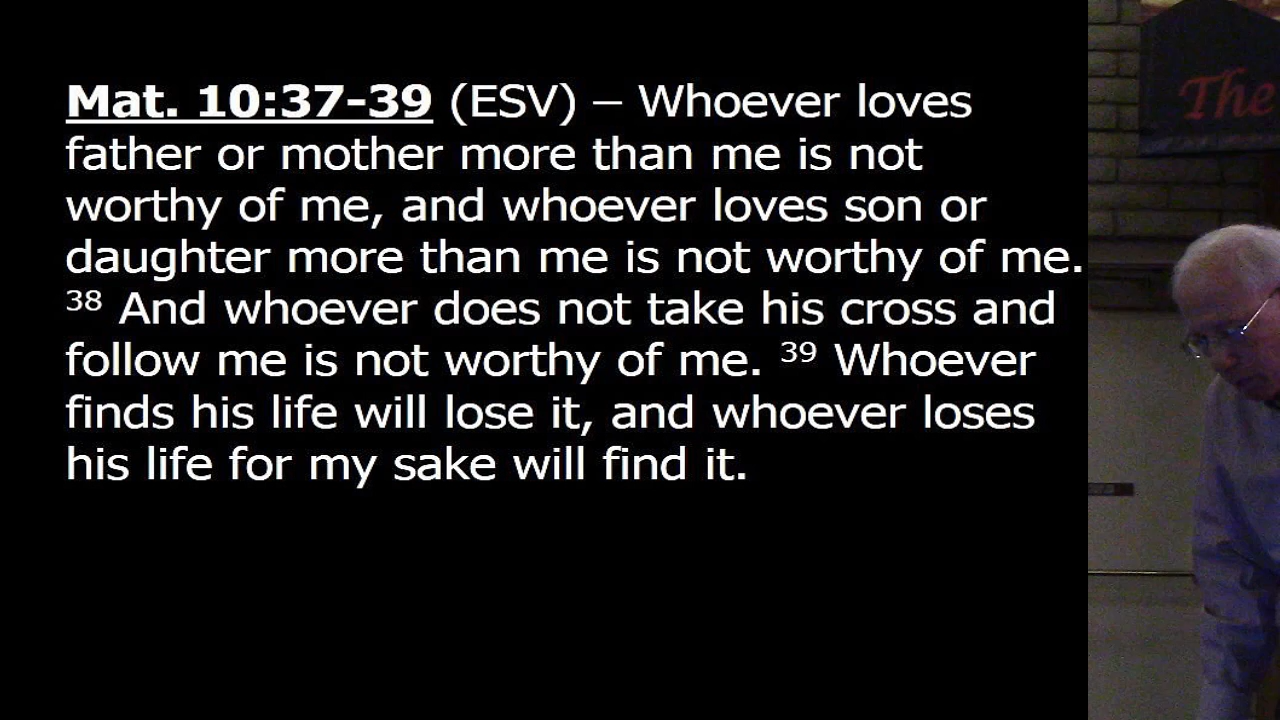 Mat. 10:37-39 (ESV) – Whoever loves
father or mother more than me is not
worthy of me, and whoever loves son or
daughter more than me is not worthy of me.
38 And whoever does not take his cross and
follow me is not worthy of me. 39 Whoever
finds his life will lose it, and whoever loses
his life for my sake will find it.
The